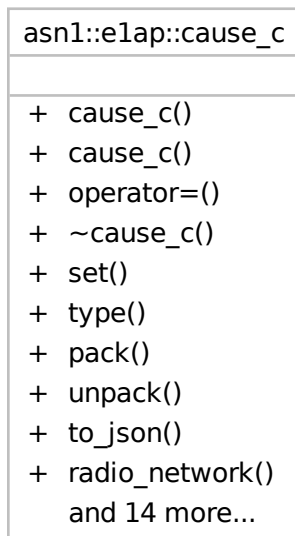 asn1::e1ap::cause_c
+ cause_c()
+ cause_c()
+ operator=()
+ ~cause_c()
+ set()
+ type()
+ pack()
+ unpack()
+ to_json()
+ radio_network()
and 14 more...